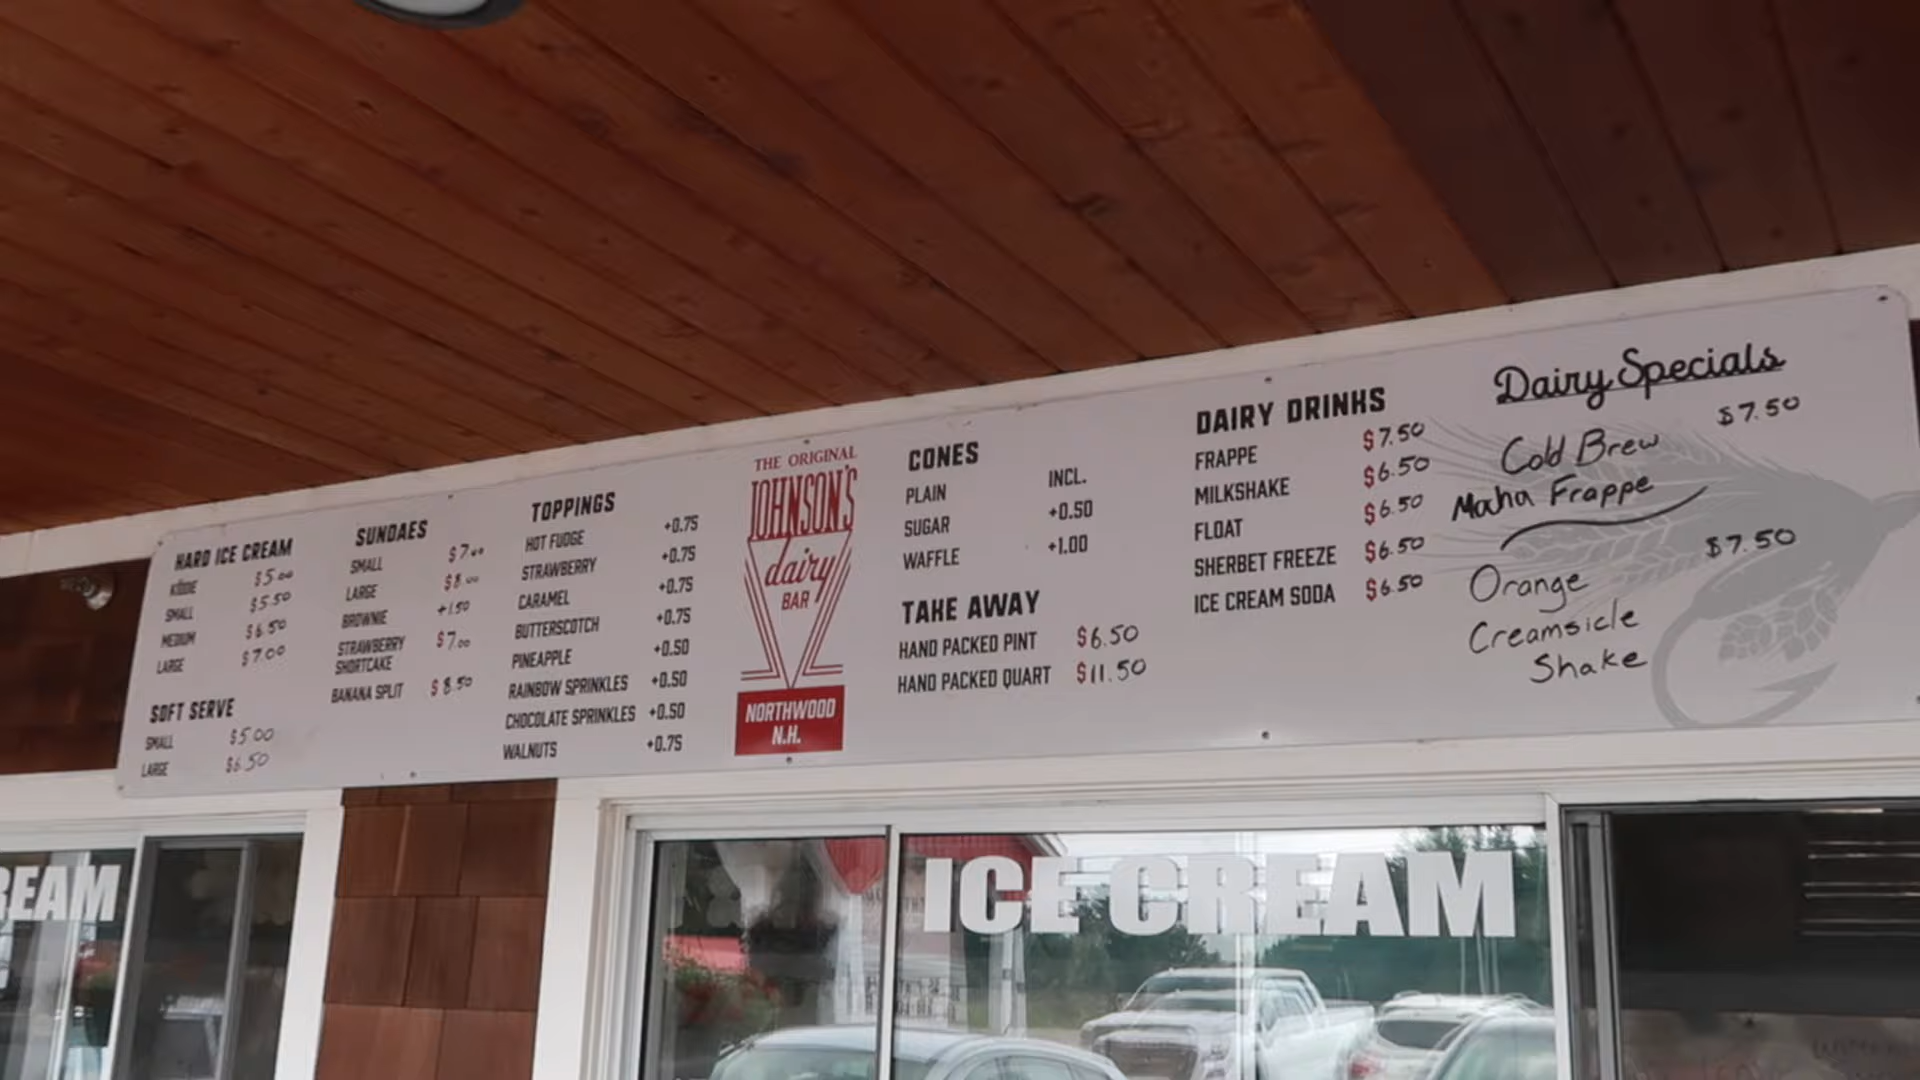 HARD ICE CREAM
KIDDIE $5.00
SMALL $5.50
MEDIUM $6.50
LARGE $7.00
SOFT SERVE
SMALL $5.00
LARGE $6.50
SUNDAES
SMALL $7.00
LARGE $8.00
BROWNIE +1.50
STRAWBERRY
SHORTCAKE $7.00
BANANA SPLIT $8.50
TOPPINGS
HOT FUDGE +0.75
STRAWBERRY +0.75
CARAMEL +0.75
BUTTERSCOTCH +0.75
PINEAPPLE +0.50
RAINBOW SPRINKLES +0.50
CHOCOLATE SPRINKLES +0.50
WALNUTS +0.75
THE ORIGINAL
JOHNSON'S
dairy
BAR
NORTHWOOD
N.H.
CONES
PLAIN INCL.
SUGAR +0.50
WAFFLE +1.00
TAKE AWAY
HAND PACKED PINT $6.50
HAND PACKED QUART $11.50
DAIRY DRINKS
FRAPPE $7.50
MILKSHAKE $6.50
FLOAT $6.50
SHERBET FREEZE $6.50
ICE CREAM SODA $6.50
Dairy Specials
Cold Brew $7.50
Mocha Frappe
Orange $7.50
Creamsicle
Shake
REAM
ICE CREAM